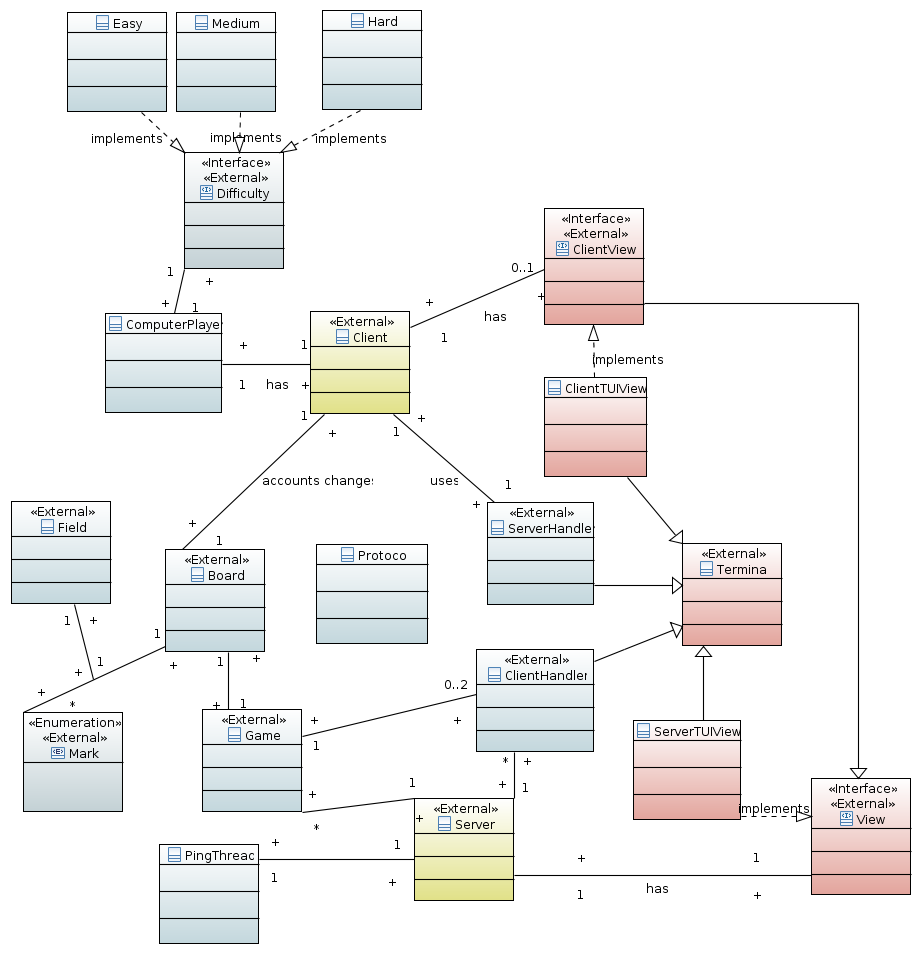 Easy
Medium
Hard
implements
implements
implements
«Interface»
«External»
Difficulty
1
+
+
1
ComputerPlaye
+
1
has
1
+
«External»
Client
+
1
has
0..1
+
«Interface»
«External»
ClientView
implements
ClientTUIView
1
+
accounts changes
+
1
+
1
uses
1
+
«External»
ServerHandle
«External»
Field
«External»
Board
Protoco
«External»
Termina
1
+
+
1
1
+
+
*
«Enumeration»
«External»
Mark
1
+
+
1
«External»
Game
+
1
0..2
+
«External»
ClientHandler
*
+
+
1
ServerTUIView
implements
«Interface»
«External»
View
+
*
1
+
«External»
Server
PingThreac
+
1
1
+
+
1
has
1
+